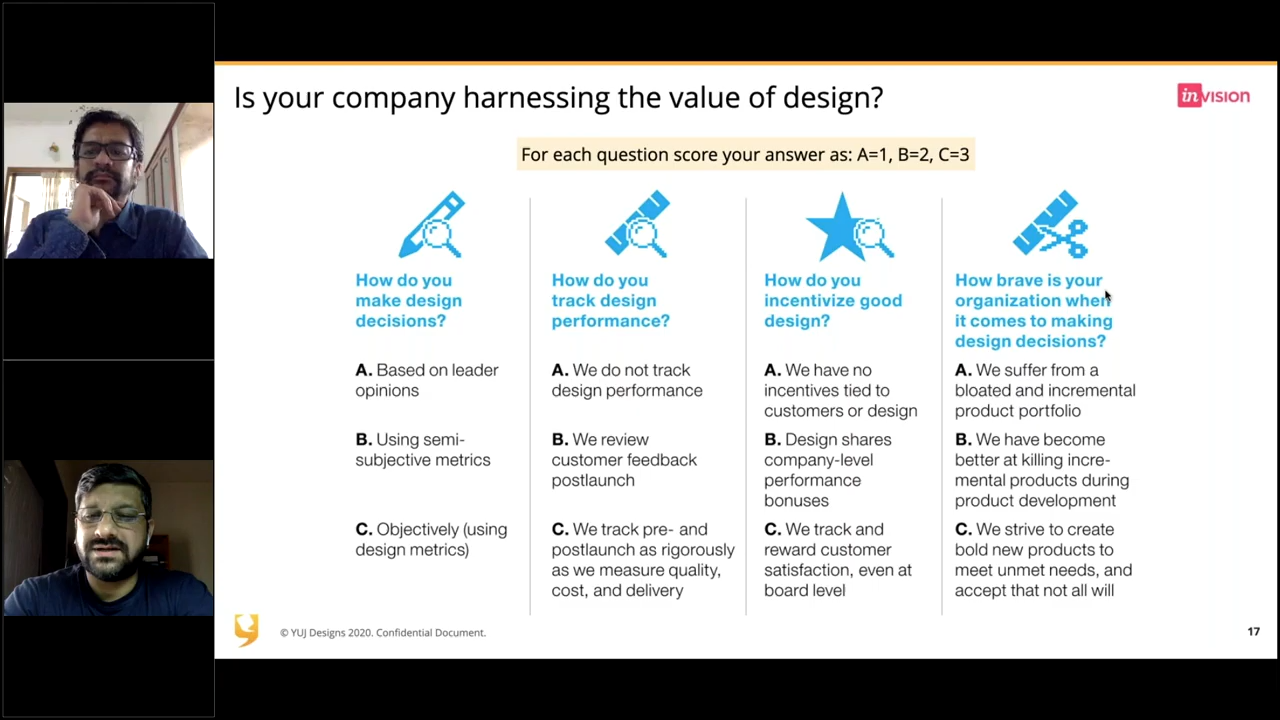 Is your company harnessing the value of design?
invision
For each question score your answer as: A=1, B=2, C=3
How do you
make design
decisions?
A. Based on leader
opinions
B. Using semi-
subjective metrics
C. Objectively (using
design metrics)
How do you
track design
performance?
A. We do not track
design performance
B. We review
customer feedback
postlaunch
C. We track pre- and
postlaunch as rigorously
as we measure quality,
cost, and delivery
How do you
incentivize good
design?
A. We have no
incentives tied to
customers or design
B. Design shares
company-level
performance
bonuses
C. We track and
reward customer
satisfaction, even at
board level
How brave is your
organization when
it comes to making
design decisions?
A. We suffer from a
bloated and incremental
product portfolio
B. We have become
better at killing incre-
mental products during
product development
C. We strive to create
bold new products to
meet unmet needs, and
accept that not all will
© YUJ Designs 2020. Confidential Document.
17